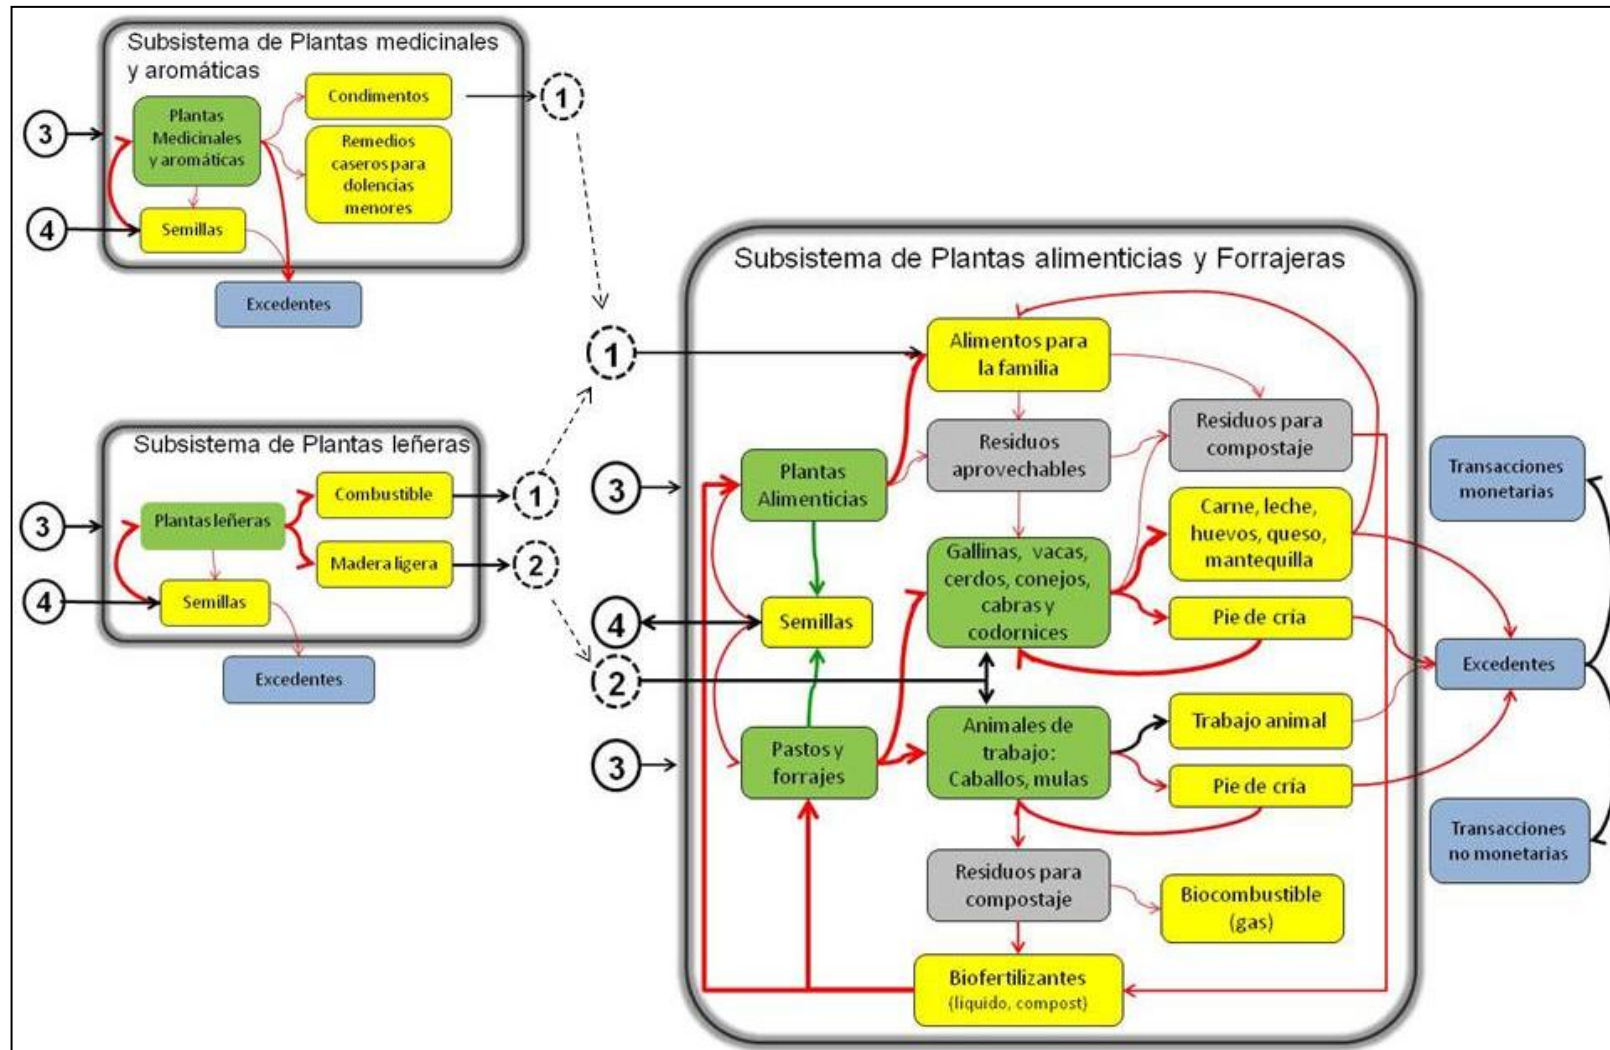 Subsistema de Plantas medicinales
y aromáticas
3
Plantas
Medicinales
y aromáticas
Condimentos
1
Remedios
caseros para
dolencias
menores
4
Semillas
Excedentes
Subsistema de Plantas leñeras
3
Plantas leñeras
Combustible
1
Madera ligera
2
4
Semillas
Excedentes
1
2
Subsistema de Plantas alimenticias y Forrajeras
Alimentos para
la familia
Residuos
aprovechables
Residuos para
compostaje
3
Plantas
Alimenticias
Gallinas, vacas,
cerdos, conejos,
cabras y
codornices
Carne, leche,
huevos, queso,
mantequilla
Pie de cría
4
Semillas
3
Pastos y
forrajes
Animales de
trabajo:
Caballos, mulas
Trabajo animal
Pie de cría
Residuos para
compostaje
Biocombustible
(gas)
Biofertilizantes
(líquido, compost)
Transacciones
monetarias
Excedentes
Transacciones
no monetarias